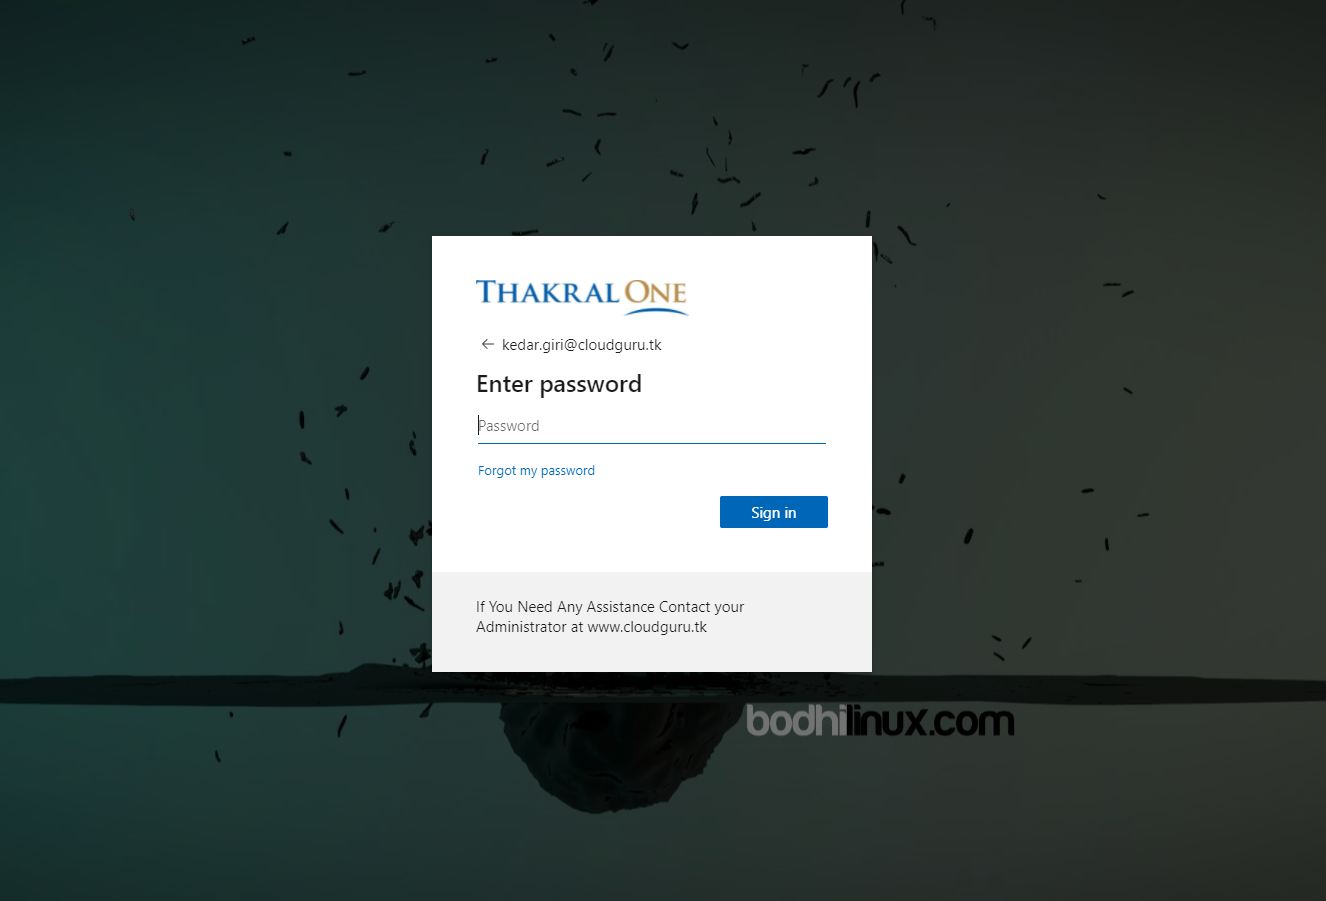 THAKRAL ONE
kedar.giri@cloudguru.tk
Enter password
Password
Forgot my password
Sign in
If You Need Any Assistance Contact your
Administrator at www.cloudguru.tk
bodhilinux.com